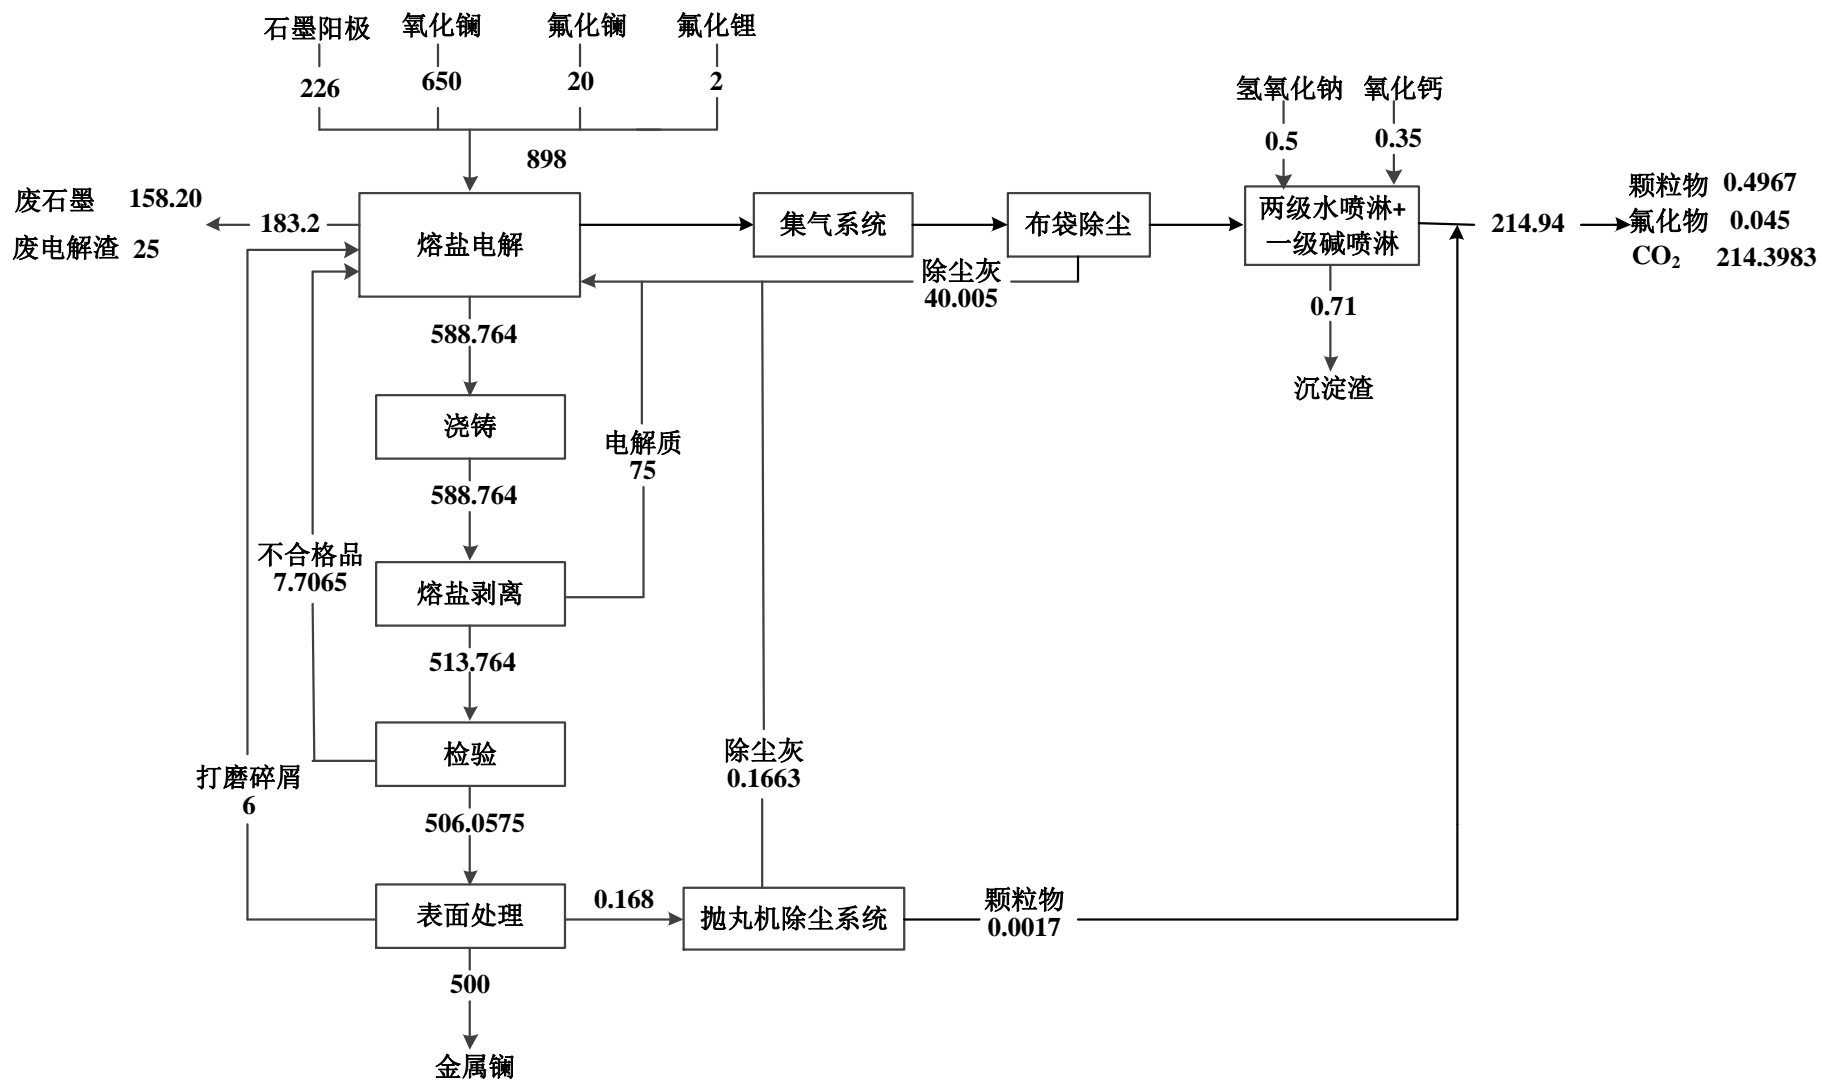 石墨阳极 氧化镧 氟化镧 氟化锂
226 650 20 2
898
氢氧化钠 氧化钙
0.5 0.35
废石墨 158.20
183.2
废电解渣 25
熔盐电解
集气系统
布袋除尘
两级水喷淋+
一级碱喷淋
214.94
颗粒物 0.4967
氟化物 0.045
CO₂ 214.3983
除尘灰
40.005
0.71
沉淀渣
588.764
浇铸
588.764
电解质
75
不合格品
7.7065
熔盐剥离
513.764
检验
除尘灰
0.1663
打磨碎屑
6
506.0575
表面处理
0.168
抛丸机除尘系统
颗粒物
0.0017
500
金属镧